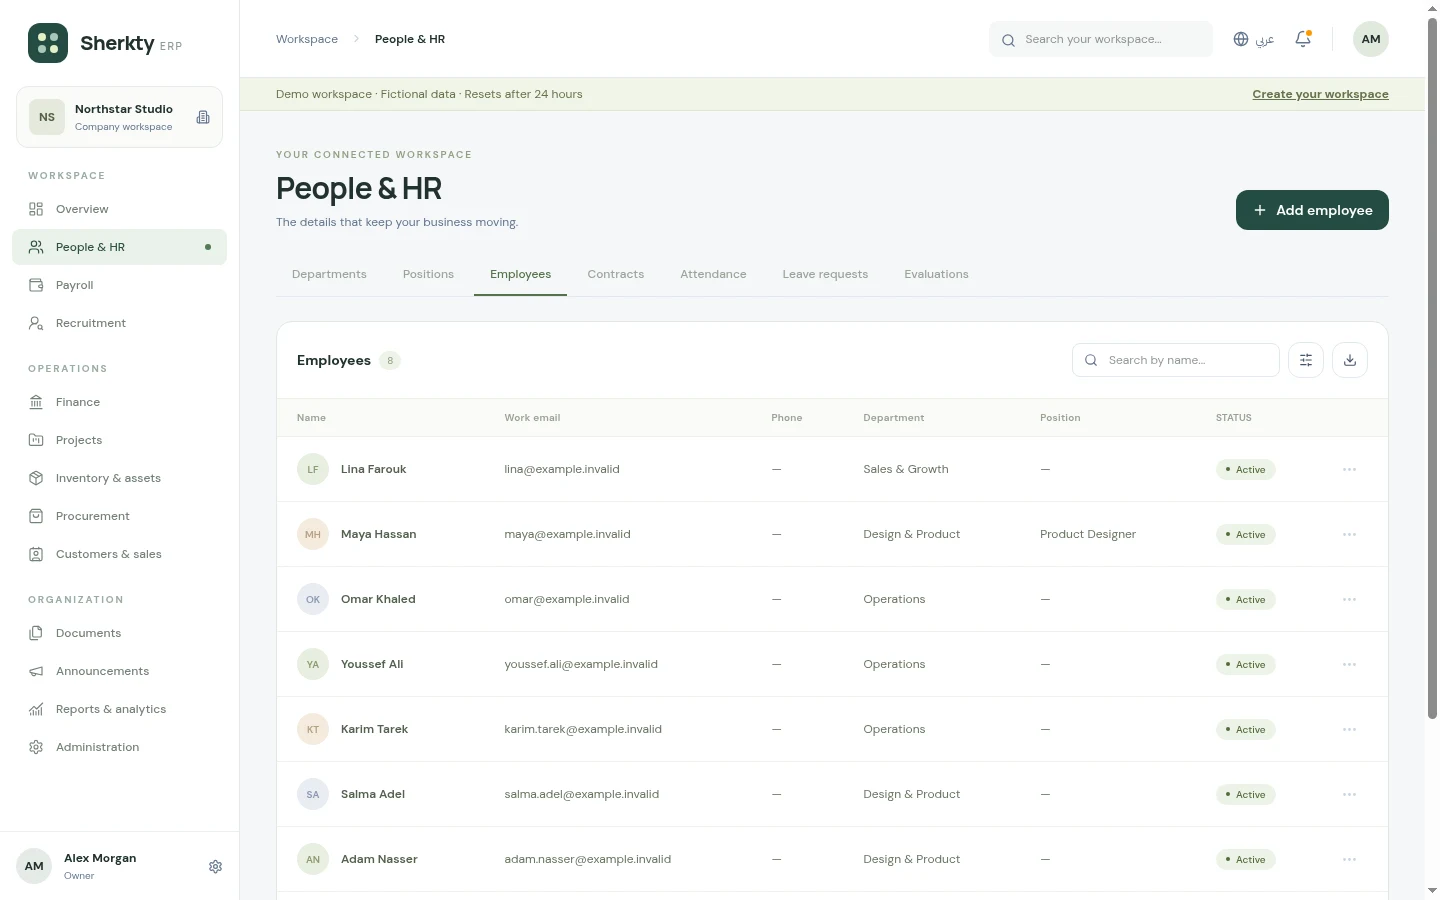 Sherkty ERP
NS
Northstar Studio
Company workspace
WORKSPACE
Overview
People & HR
Payroll
Recruitment
OPERATIONS
Finance
Projects
Inventory & assets
Procurement
Customers & sales
ORGANIZATION
Documents
Announcements
Reports & analytics
Administration
AM
Alex Morgan
Owner
Workspace People & HR
Search your workspace...
عربي
AM
Demo workspace · Fictional data · Resets after 24 hours
Create your workspace
YOUR CONNECTED WORKSPACE
People & HR
The details that keep your business moving.
+ Add employee
Departments Positions Employees Contracts Attendance Leave requests Evaluations
Employees 8
Search by name...
Name Work email Phone Department Position STATUS
LF Lina Farouk lina@example.invalid — Sales & Growth — Active ...
MH Maya Hassan maya@example.invalid — Design & Product Product Designer Active ...
OK Omar Khaled omar@example.invalid — Operations — Active ...
YA Youssef Ali youssef.ali@example.invalid — Operations — Active ...
KT Karim Tarek karim.tarek@example.invalid — Operations — Active ...
SA Salma Adel salma.adel@example.invalid — Design & Product — Active ...
AN Adam Nasser adam.nasser@example.invalid — Design & Product — Active ...